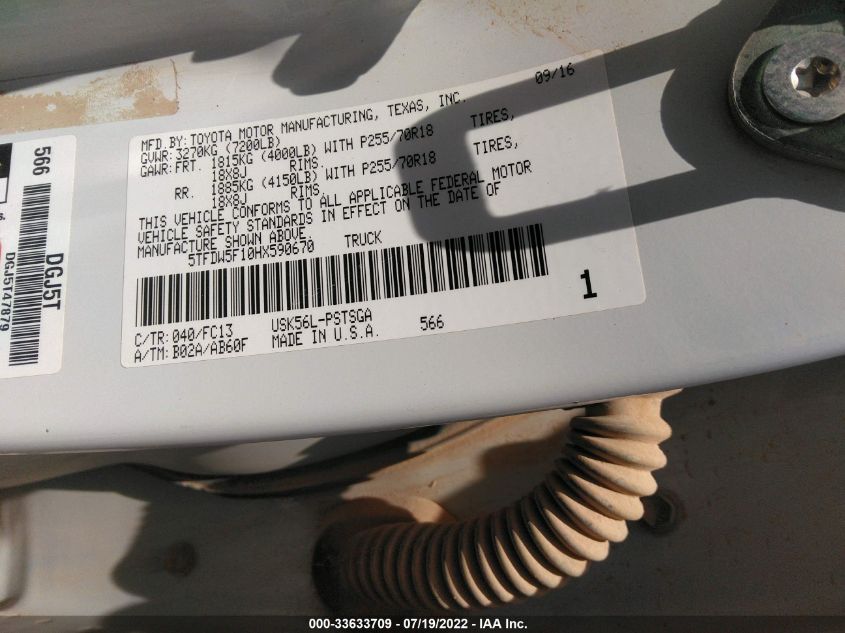 09/16
MFD.BY:TOYOTA MOTOR MANUFACTURING, TEXAS, INC.
GVWR:3270KG (7200LB)
GAWR:FRT. 1815KG (4000LB) WITH P255/70R18 TIRES,
18X8J RIMS.
RR. 1885KG (4150LB) WITH P255/70R18 TIRES,
18X8J RIMS.
THIS VEHICLE CONFORMS TO ALL APPLICABLE FEDERAL MOTOR
VEHICLE SAFETY STANDARDS IN EFFECT ON THE DATE OF
MANUFACTURE SHOWN ABOVE.
5TFDW5F10HX590670 TRUCK
1
C/TR:040/FC13 USK56L-PSTSGA 566
A/TM:B02A/AB60F MADE IN U.S.A.
566
DGJ5T
DGJ5T47879
s.
000-33633709 - 07/19/2022 - IAA Inc.